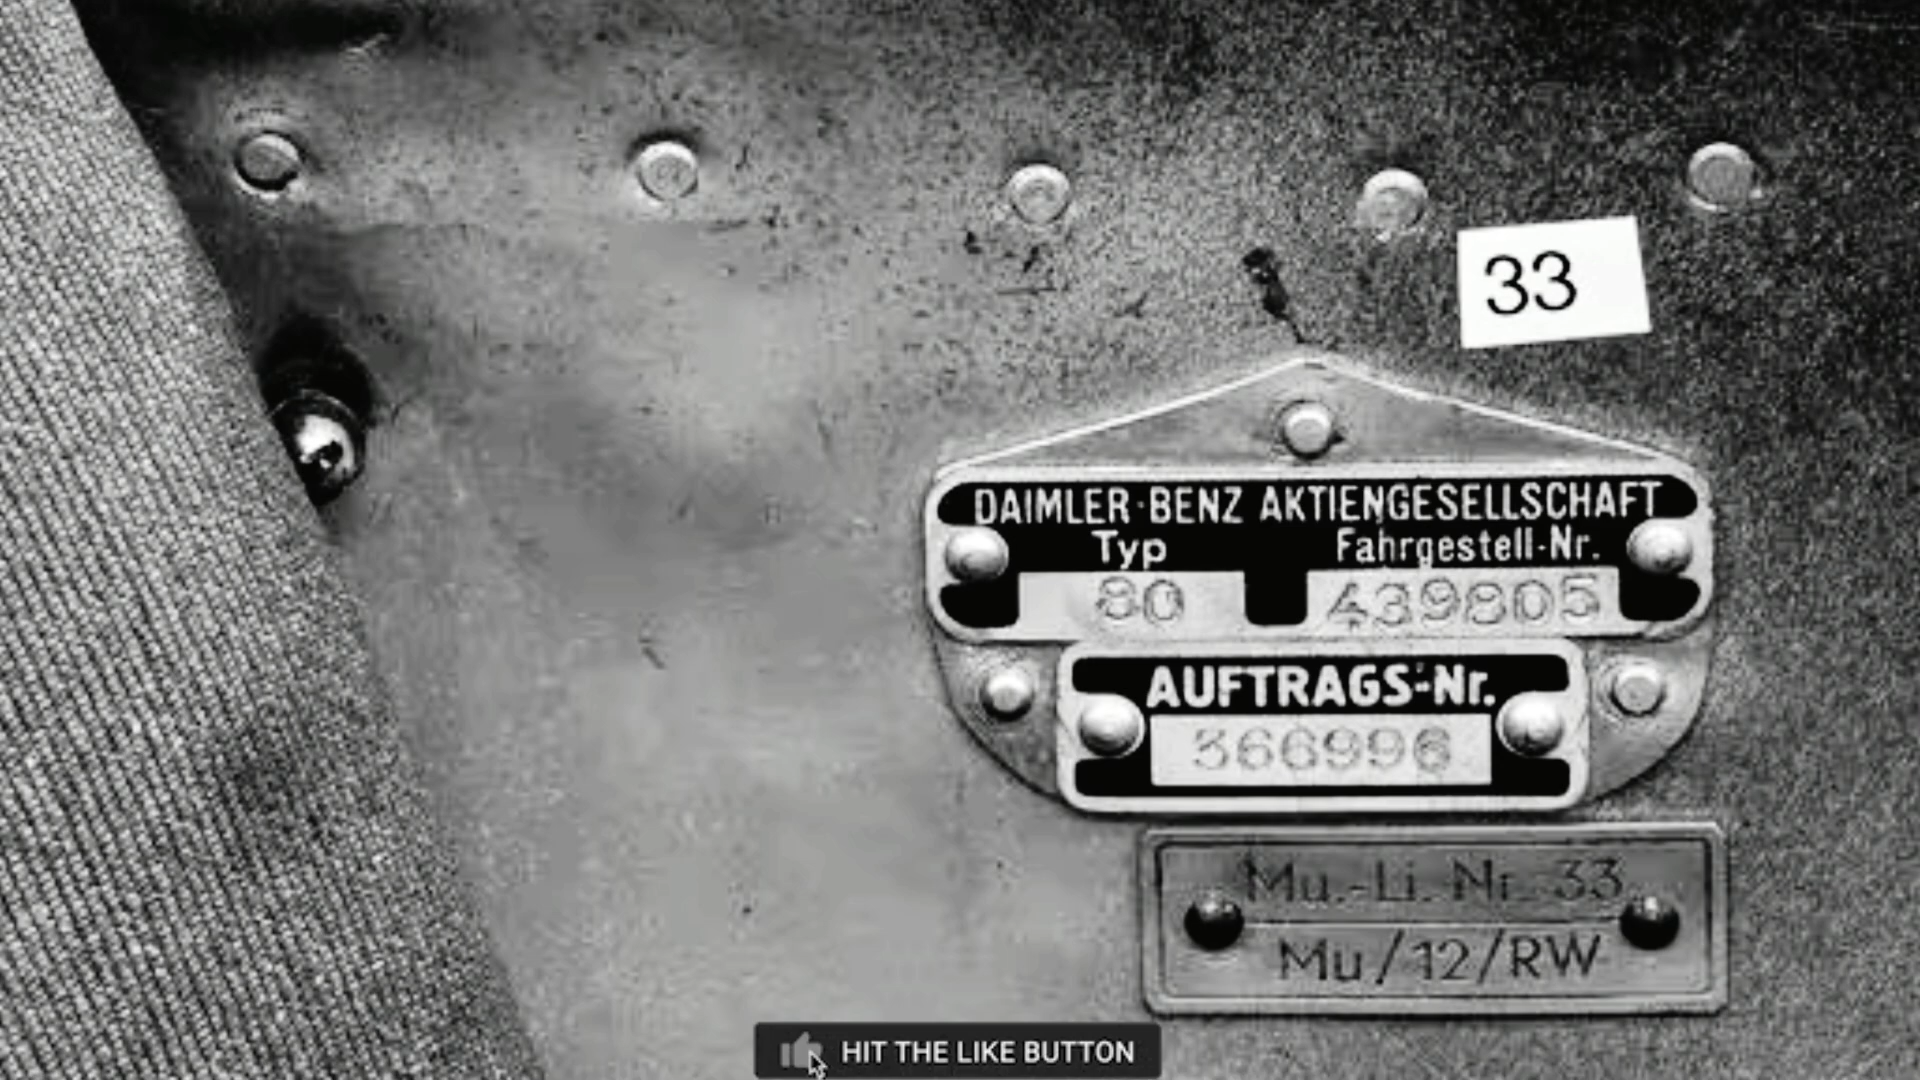 33
DAIMLER-BENZ AKTIENGESELLSCHAFT
Typ Fahrgestell-Nr.
80 439805
AUFTRAGS-Nr.
366996
Mu.-Li. Nr. 33
Mu/12/RW
HIT THE LIKE BUTTON